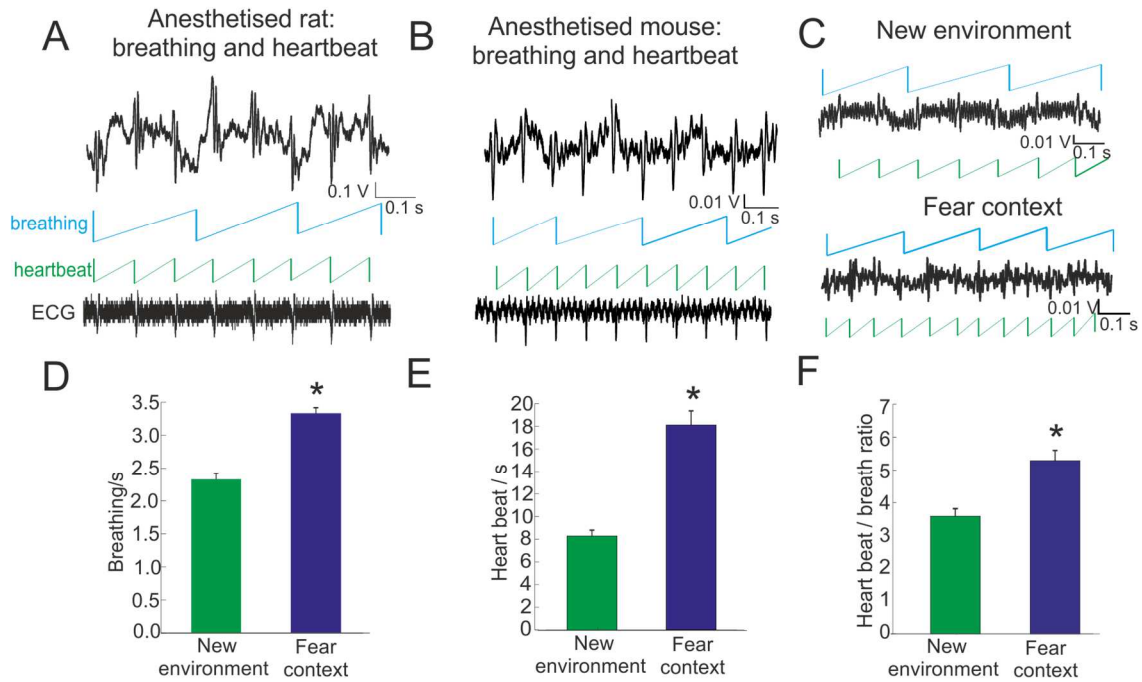 A
Anesthetised rat:
breathing and heartbeat
0.1 V
0.1 s
breathing
heartbeat
ECG
B
Anesthetised mouse:
breathing and heartbeat
0.01 V
0.1 s
C
New environment
0.01 V
0.1 s
Fear context
0.01 V
0.1 s
D
Breathing/s
3.5
3.0
2.5
2.0
1.5
1.0
0.5
0.0
*
New
environment
Fear
context
E
Heart beat / s
20
18
16
14
12
10
8
6
4
2
0
*
New
environment
Fear
context
F
Heart beat / breath ratio
7
6
5
4
3
2
1
0
*
New
environment
Fear
context